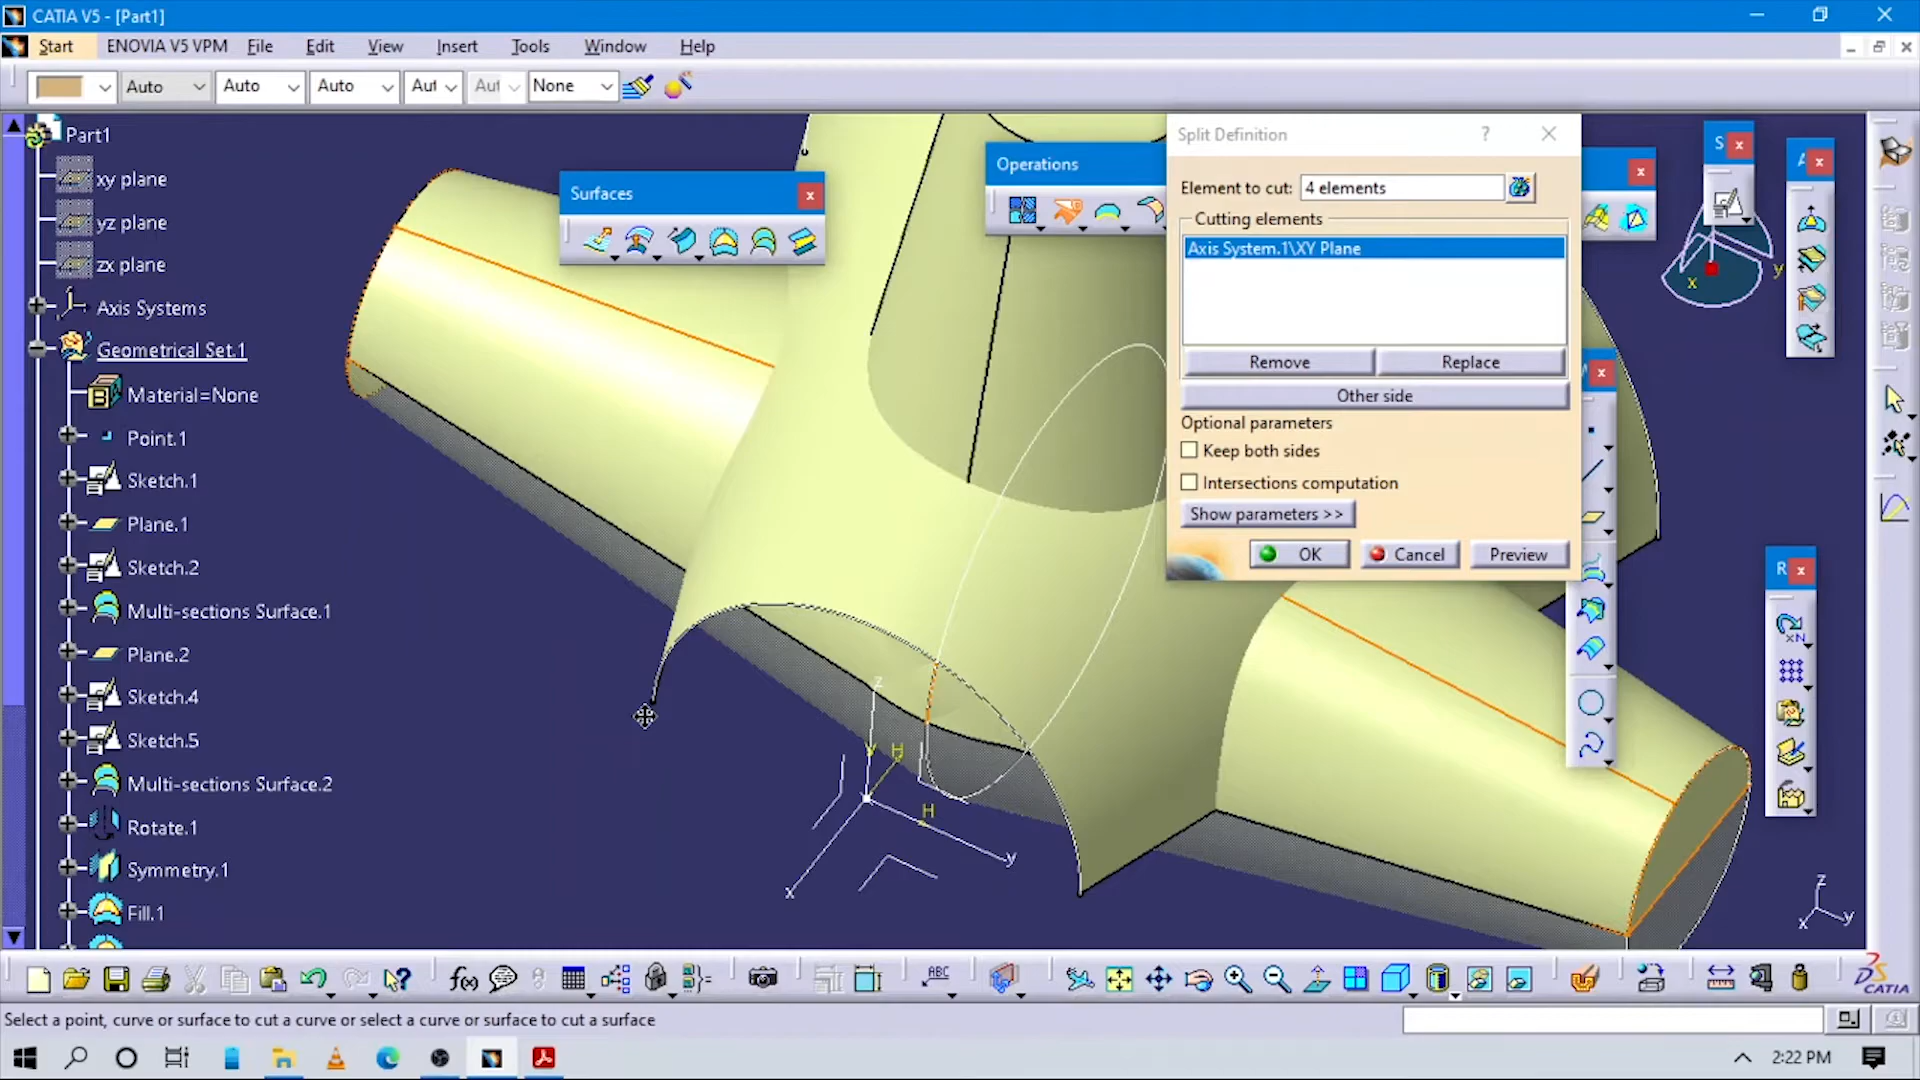 CATIA V5 - [Part1]
Start ENOVIA V5 VPM File Edit View Insert Tools Window Help
Auto Auto Auto Aut Aut None
Part1
xy plane
yz plane
zx plane
Axis Systems
Geometrical Set.1
Material=None
Point.1
Sketch.1
Plane.1
Sketch.2
Multi-sections Surface.1
Plane.2
Sketch.4
Sketch.5
Multi-sections Surface.2
Rotate.1
Symmetry.1
Fill.1
Surfaces
Operations
Split Definition
Element to cut: 4 elements
Cutting elements
Axis System.1\XY Plane
Remove Replace
Other side
Optional parameters
Keep both sides
Intersections computation
Show parameters >>
OK Cancel Preview
S
R
z
H
H
y
x
x
y
z
x
y
f(x)
ABC
CATIA
Select a point, curve or surface to cut a curve or select a curve or surface to cut a surface
2:22 PM